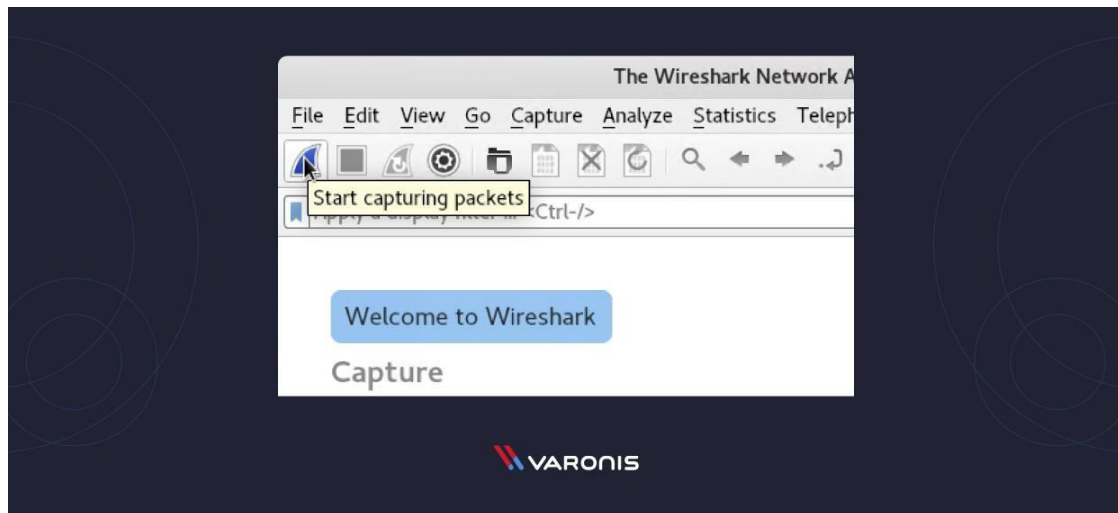 The Wireshark Network A
File Edit View Go Capture Analyze Statistics Teleph
Start capturing packets
<Ctrl-/>
Welcome to Wireshark
Capture
VARONIS